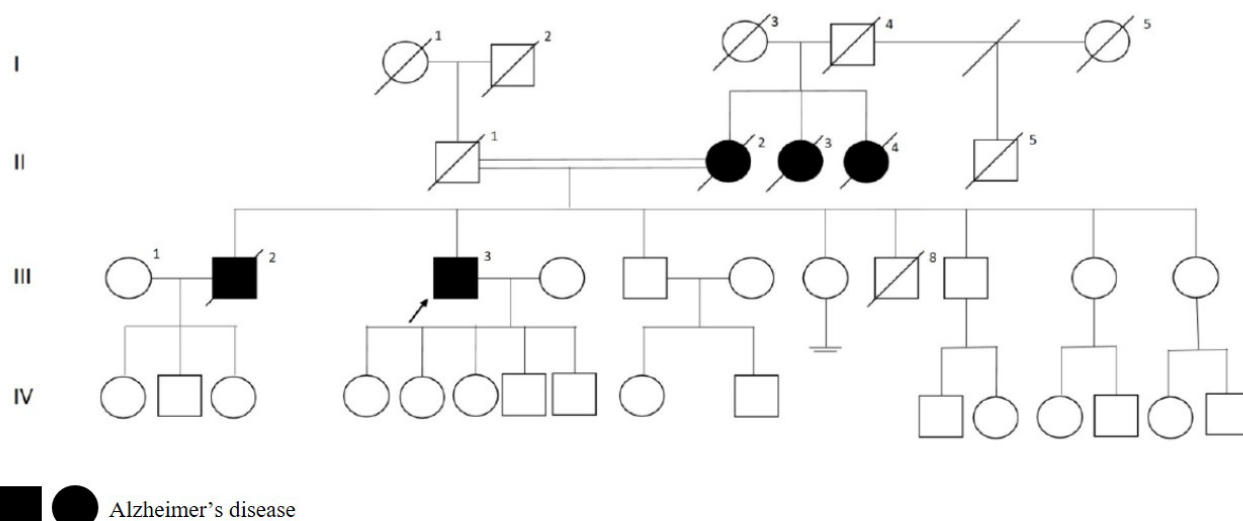 1 2 3 4 5
I
1 2 3 4 5
II
1 2 3 8
III
IV
Alzheimer’s disease